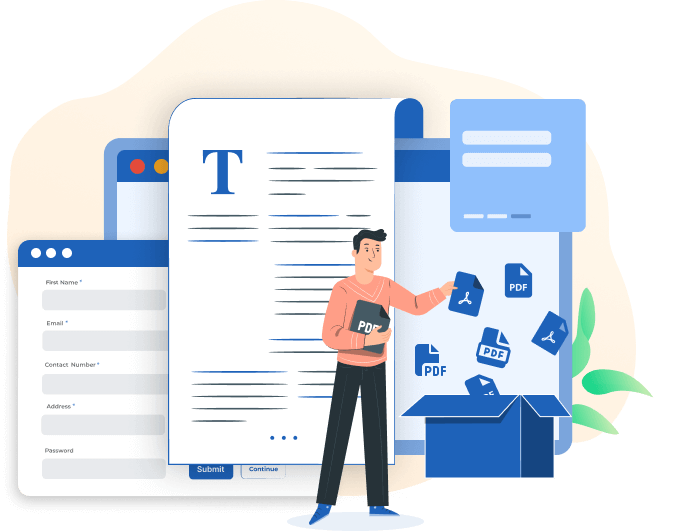 T
First Name *
Email *
Contact Number *
Address *
Password
Submit
Continue
PDF
PDF
PDF
PDF